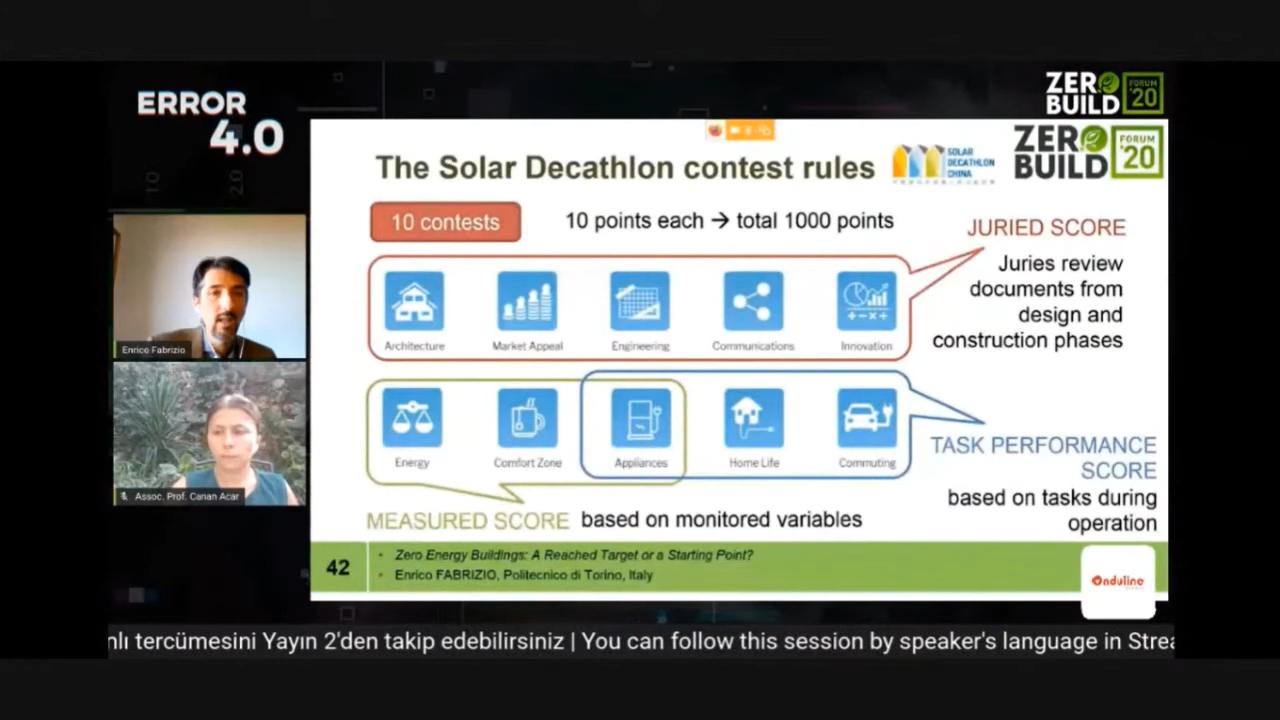 ERROR
4.0
ZERO
BUILD
FORUM
'20
The Solar Decathlon contest rules
SOLAR
DECATHLON
CHINA
ZERO
BUILD
FORUM
'20
10 contests
10 points each → total 1000 points
JURIED SCORE
Juries review
documents from
design and
construction phases
Architecture
Market Appeal
Engineering
Communications
Innovation
Energy
Comfort Zone
Appliances
Home Life
Commuting
TASK PERFORMANCE
SCORE
based on tasks during
operation
MEASURED SCORE based on monitored variables
42
• Zero Energy Buildings: A Reached Target or a Starting Point?
• Enrico FABRIZIO, Politecnico di Torino, Italy
Onduline
Enrico Fabrizio
Assoc. Prof. Canan Acar
10
20
nlı tercümesini Yayın 2'den takip edebilirsiniz | You can follow this session by speaker's language in Strea